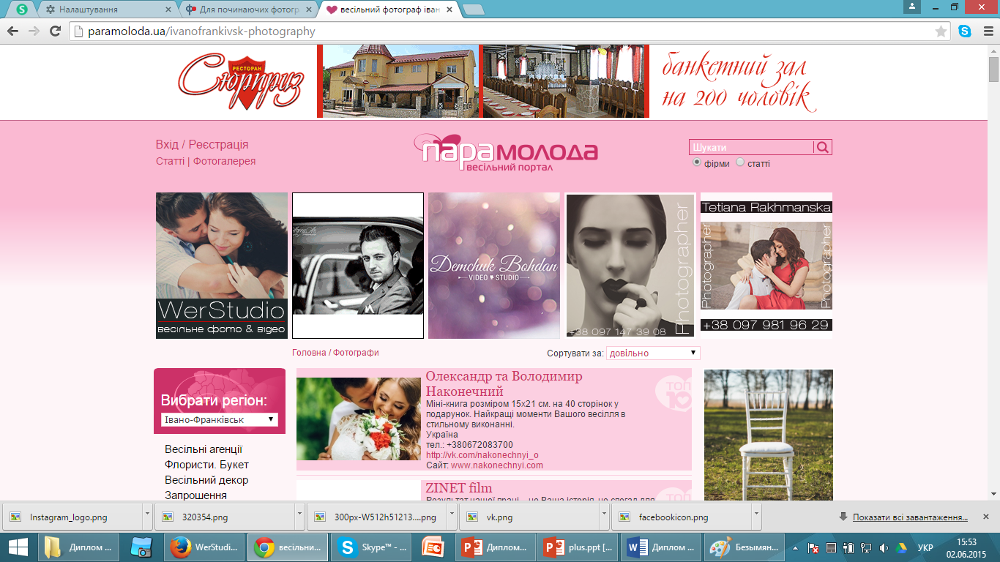 Налаштування
Для починаючих фотогр
весільний фотограф іван
paramoloda.ua/ivanofrankivsk-photography
РЕСТОРАН
Сюрприз
банкетний зал
на 200 чоловік
Вхід / Реєстрація
Статті | Фотогалерея
парамолода
весільний портал
Шукати
фірми статті
WerStudio
весільне фото & відео
Demchuk Bohdan
VIDEO STUDIO
Photographer
+38 097 147 39 08
Tetiana Rakhmanska
Photographer
Photographer
+38 097 981 96 29
Головна / Фотографи
Сортувати за: довільно
Вибрати регіон:
Івано-Франківськ
Весільні агенції
Флористи. Букет
Весільний декор
Запрошення
Олександр та Володимир
Наконечний
Міні-книга розміром 15х21 см. на 40 сторінок у
подарунок. Найкращі моменти Вашого весілля в
стильному виконанні.
Україна
тел.: +380672083700
http://vk.com/nakonechnyi_o
Сайт: www.nakonechnyi.com
ТОП
10
ZINET film
ТОП
Instagram_logo.png
320354.png
300px-W512h51213....png
vk.png
facebookicon.png
Показати всі завантаження...
Диплом ...
WerStudi...
весільни...
Skype™ - ...
Диплом...
plus.ppt [...
Диплом ...
Безымян...
УКР
15:53
02.06.2015